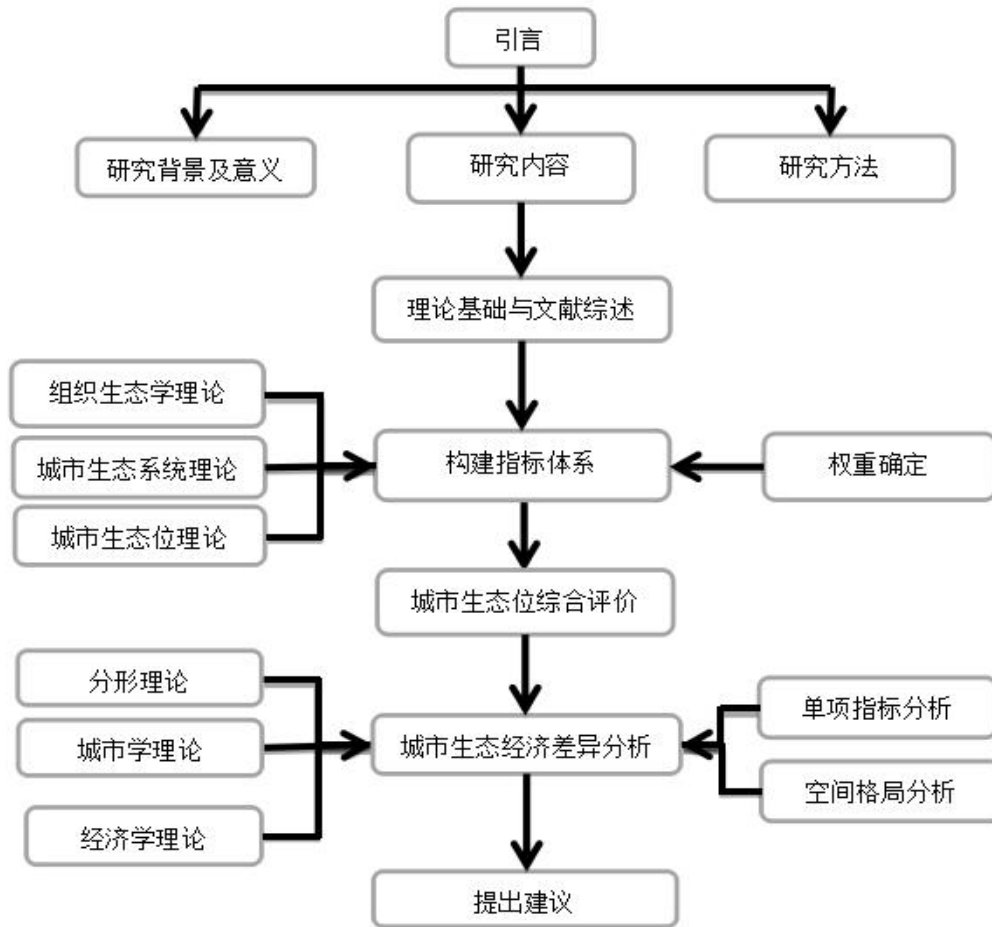 引言
研究背景及意义
研究内容
研究方法
理论基础与文献综述
组织生态学理论
城市生态系统理论
城市生态位理论
构建指标体系
权重确定
城市生态位综合评价
分形理论
城市学理论
经济学理论
城市生态经济差异分析
单项指标分析
空间格局分析
提出建议